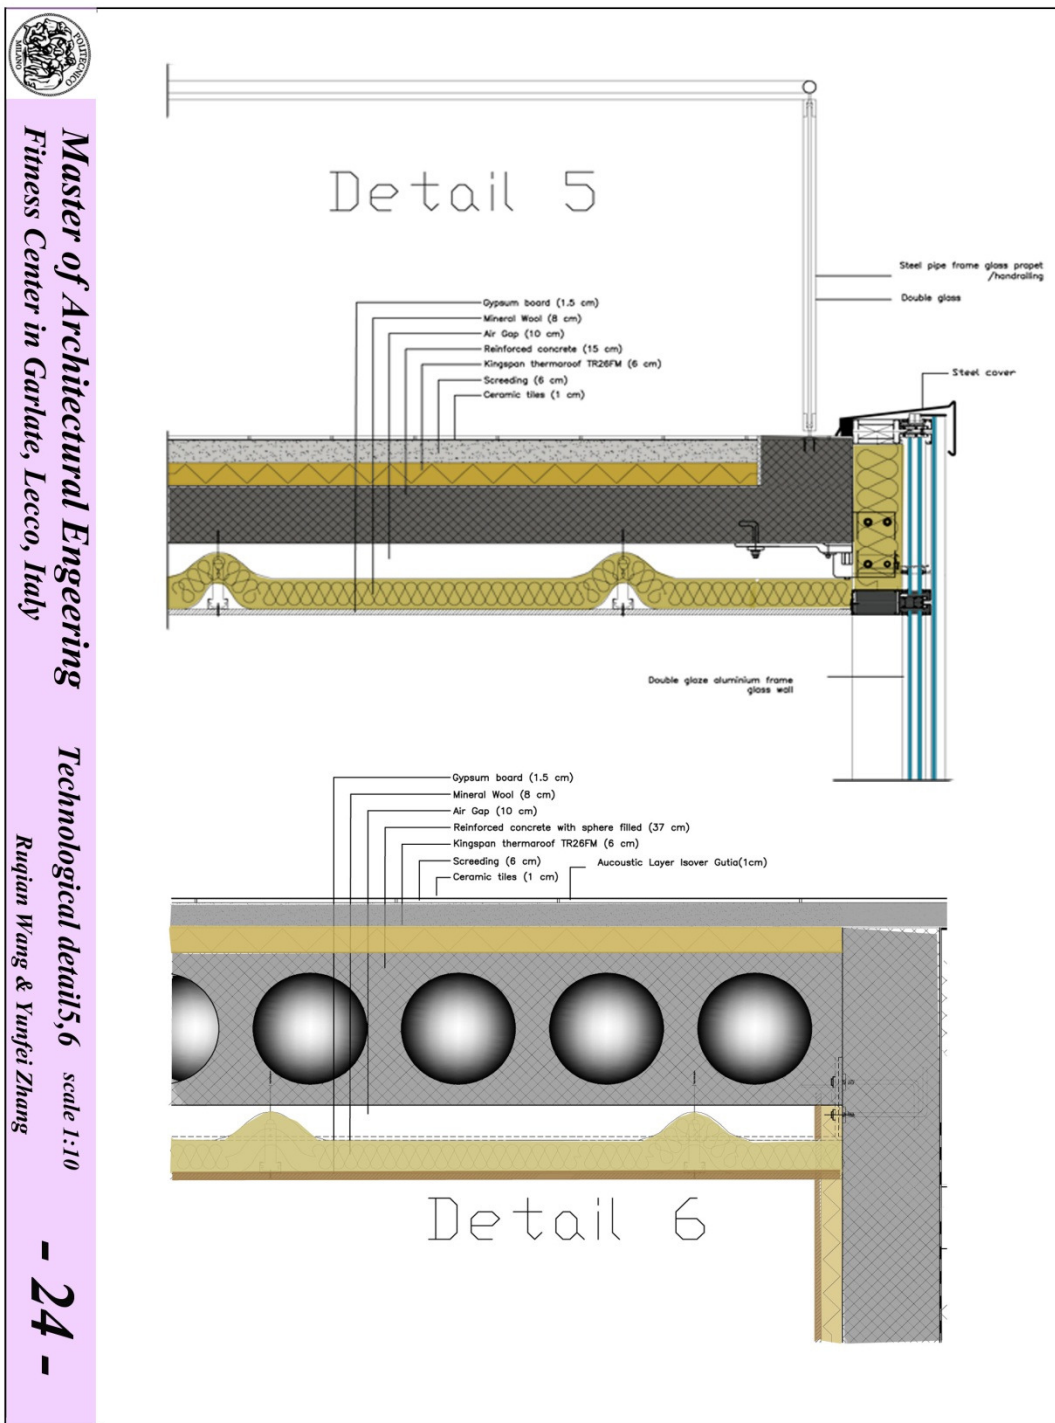 POLITECNICO
MILANO
Master of Architectural Engeering
Fitness Center in Garlate, Lecco, Italy
Technological detail5,6 scale 1:10
Ruqian Wang & Yunfei Zhang
- 24 -
Detail 5
Steel pipe frame glass propet
/handrailing
Double glass
Gypsum board (1.5 cm)
Mineral Wool (8 cm)
Air Gap (10 cm)
Reinforced concrete (15 cm)
Kingspan thermaroof TR26FM (6 cm)
Screeding (6 cm)
Ceramic tiles (1 cm)
Steel cover
Double glaze aluminium frame
glass wall
Gypsum board (1.5 cm)
Mineral Wool (8 cm)
Air Gap (10 cm)
Reinforced concrete with sphere filled (37 cm)
Kingspan thermaroof TR26FM (6 cm)
Screeding (6 cm)
Aucoustic Layer Isover Gutia(1cm)
Ceramic tiles (1 cm)
Detail 6